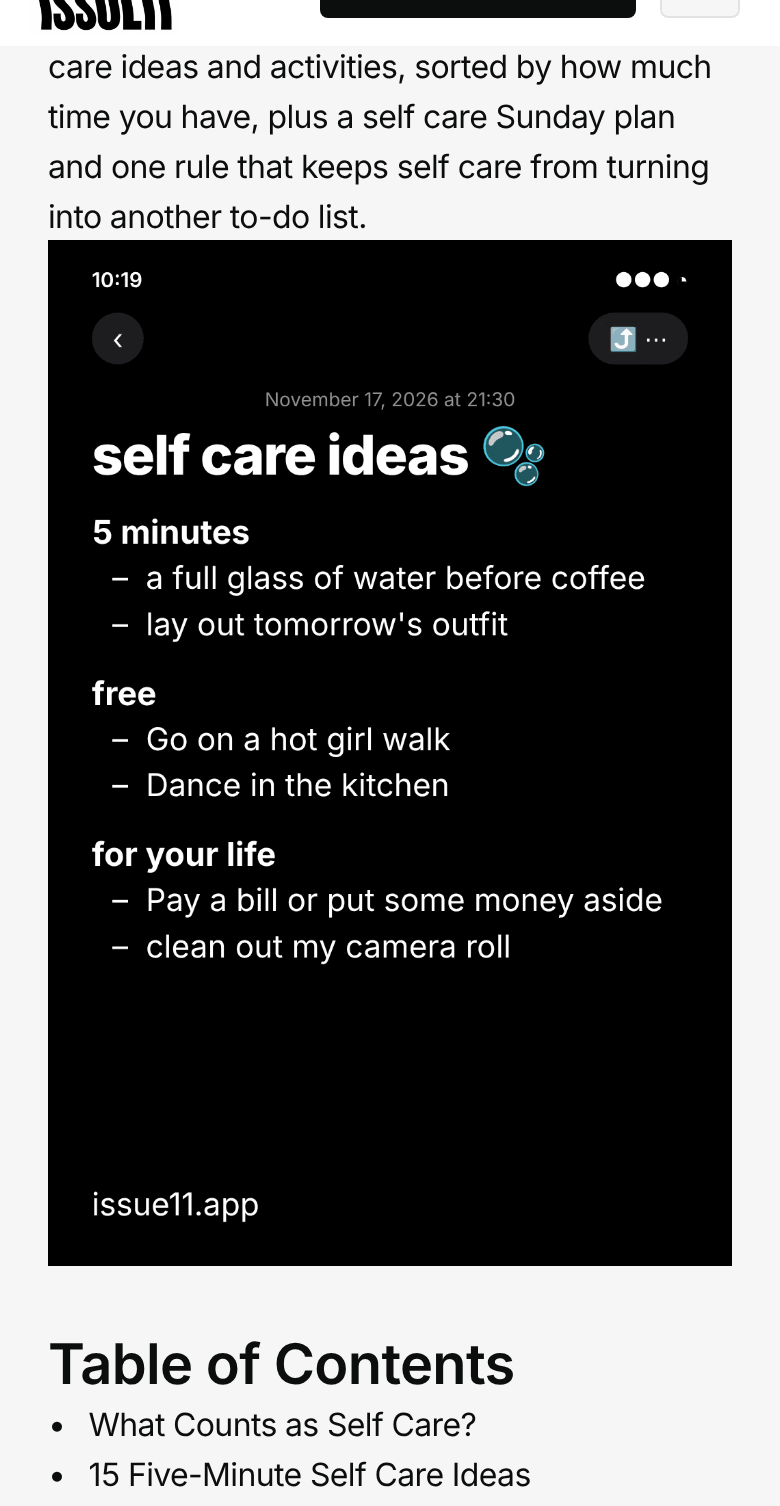 ISSUE11
care ideas and activities, sorted by how much
time you have, plus a self care Sunday plan
and one rule that keeps self care from turning
into another to-do list.
10:19
November 17, 2026 at 21:30
self care ideas 🫧
5 minutes
– a full glass of water before coffee
– lay out tomorrow's outfit
free
– Go on a hot girl walk
– Dance in the kitchen
for your life
– Pay a bill or put some money aside
– clean out my camera roll
issue11.app
Table of Contents
• What Counts as Self Care?
• 15 Five-Minute Self Care Ideas